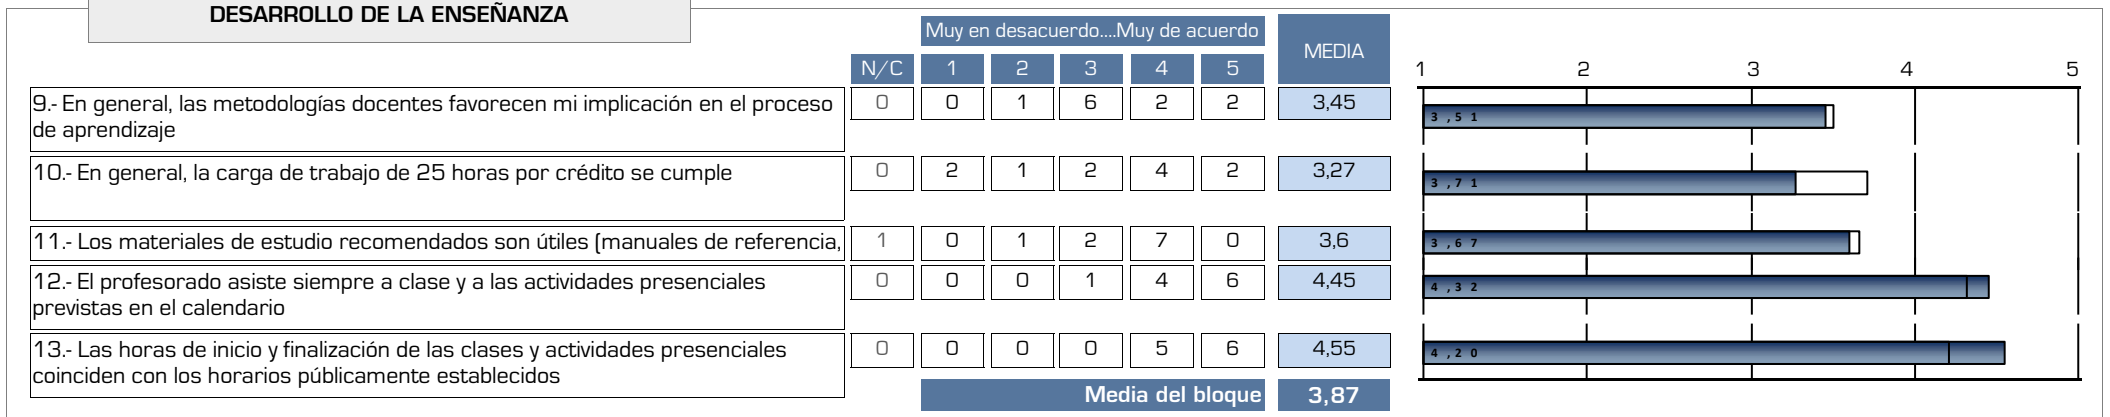 DESARROLLO DE LA ENSEÑANZA
Muy en desacuerdo....Muy de acuerdo
MEDIA
N/C 1 2 3 4 5
1 2 3 4 5
9.- En general, las metodologías docentes favorecen mi implicación en el proceso
de aprendizaje
0 0 1 6 2 2 3,45
3,51
10.- En general, la carga de trabajo de 25 horas por crédito se cumple
0 2 1 2 4 2 3,27
3,71
11.- Los materiales de estudio recomendados son útiles (manuales de referencia,
1 0 1 2 7 0 3,6
3,67
12.- El profesorado asiste siempre a clase y a las actividades presenciales
previstas en el calendario
0 0 0 1 4 6 4,45
4,32
13.- Las horas de inicio y finalización de las clases y actividades presenciales
coinciden con los horarios públicamente establecidos
0 0 0 0 5 6 4,55
4,20
Media del bloque 3,87